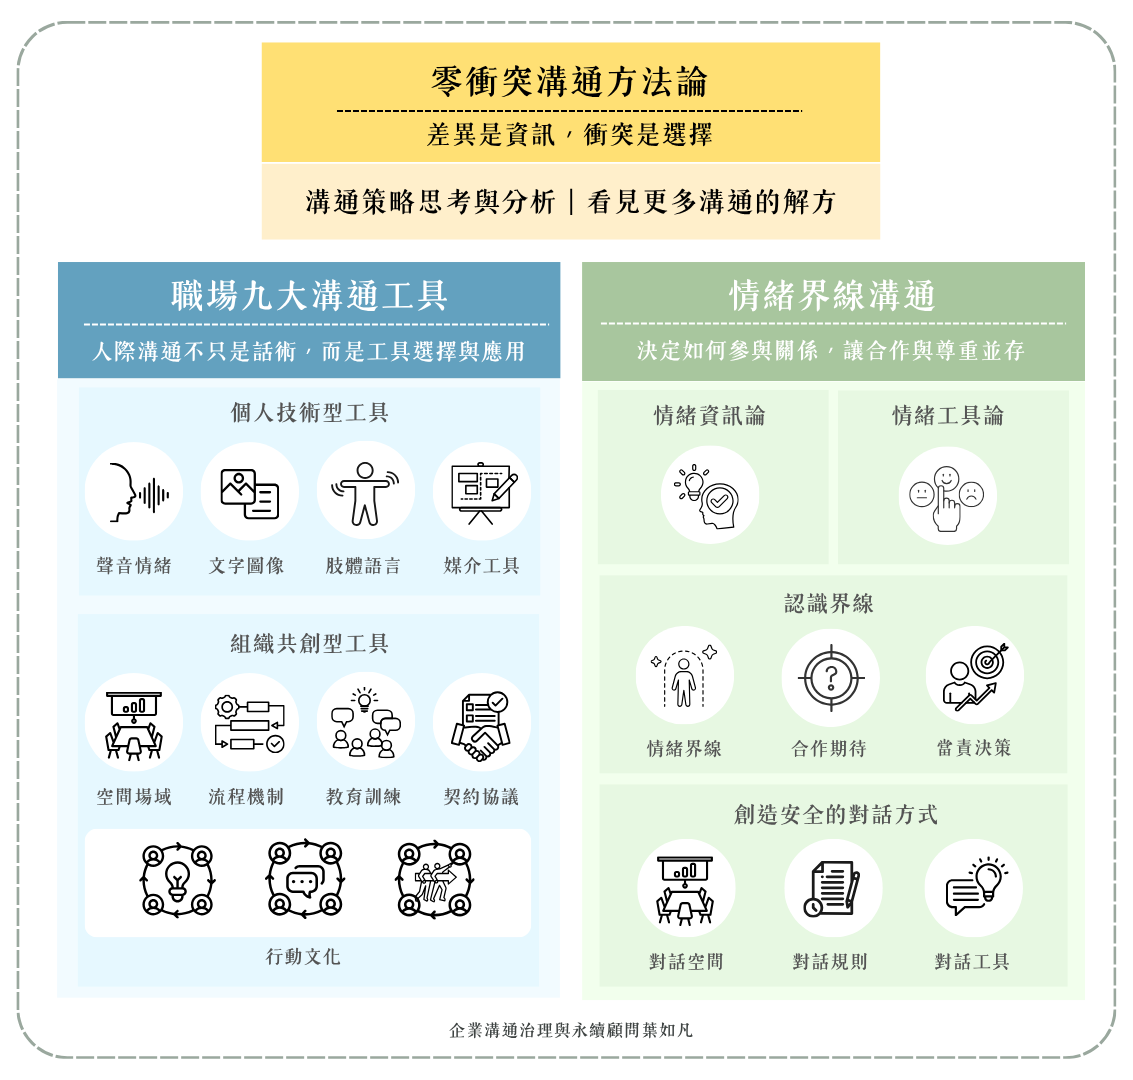 零衝突溝通方法論
差異是資訊，衝突是選擇
溝通策略思考與分析｜看見更多溝通的解方
職場九大溝通工具
人際溝通不只是話術，而是工具選擇與應用
個人技術型工具
聲音情緒
文字圖像
肢體語言
媒介工具
組織共創型工具
空間場域
流程機制
教育訓練
契約協議
行動文化
情緒界線溝通
決定如何參與關係，讓合作與尊重並存
情緒資訊論
情緒工具論
認識界線
情緒界線
合作期待
當責決策
創造安全的對話方式
對話空間
對話規則
對話工具
企業溝通治理與永續顧問葉如凡